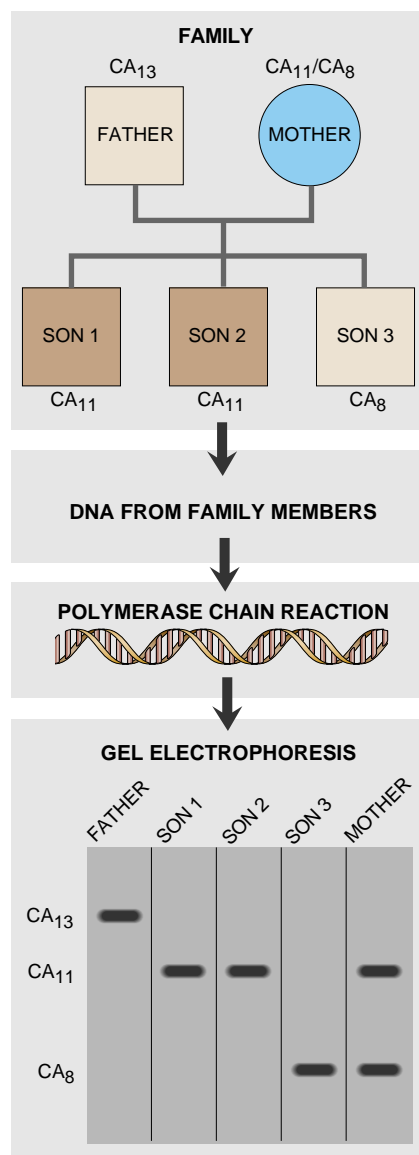 FAMILY
CA13 CA11/CA8
FATHER MOTHER
SON 1 SON 2 SON 3
CA11 CA11 CA8
DNA FROM FAMILY MEMBERS
POLYMERASE CHAIN REACTION
GEL ELECTROPHORESIS
FATHER SON 1 SON 2 SON 3 MOTHER
CA13
CA11
CA8